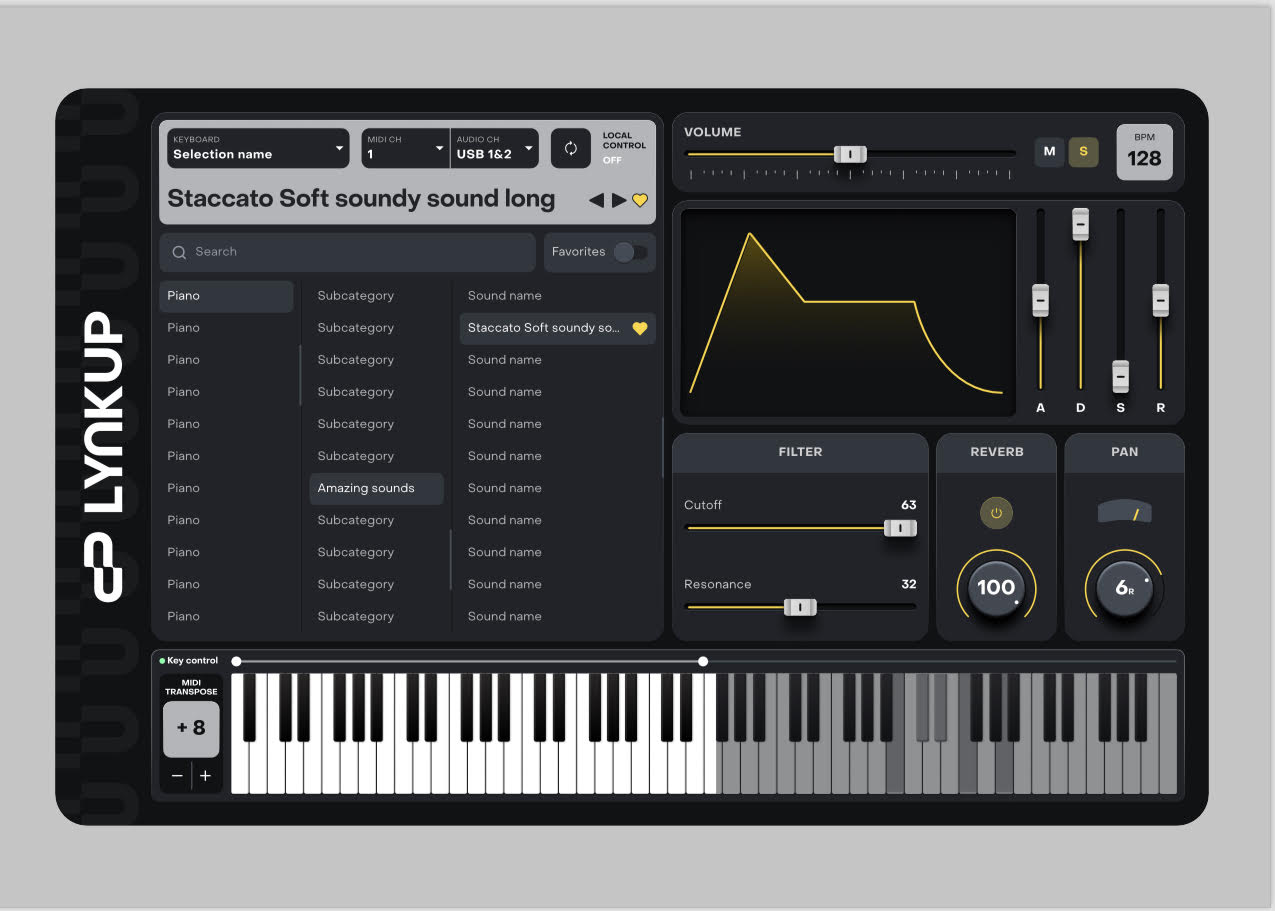 LYNKUP
KEYBOARD
Selection name
MIDI CH
1
AUDIO CH
USB 1&2
LOCAL
CONTROL
OFF
Staccato Soft soundy sound long
Search
Favorites
Piano
Subcategory
Sound name
Piano
Subcategory
Staccato Soft soundy so...
Piano
Subcategory
Sound name
Piano
Subcategory
Sound name
Piano
Subcategory
Sound name
Piano
Subcategory
Sound name
Piano
Amazing sounds
Sound name
Piano
Subcategory
Sound name
Piano
Subcategory
Sound name
Piano
Subcategory
Sound name
Piano
Subcategory
Sound name
VOLUME
M
S
BPM
128
A
D
S
R
FILTER
Cutoff
63
Resonance
32
REVERB
100
PAN
6R
Key control
MIDI
TRANSPOSE
+ 8
− +